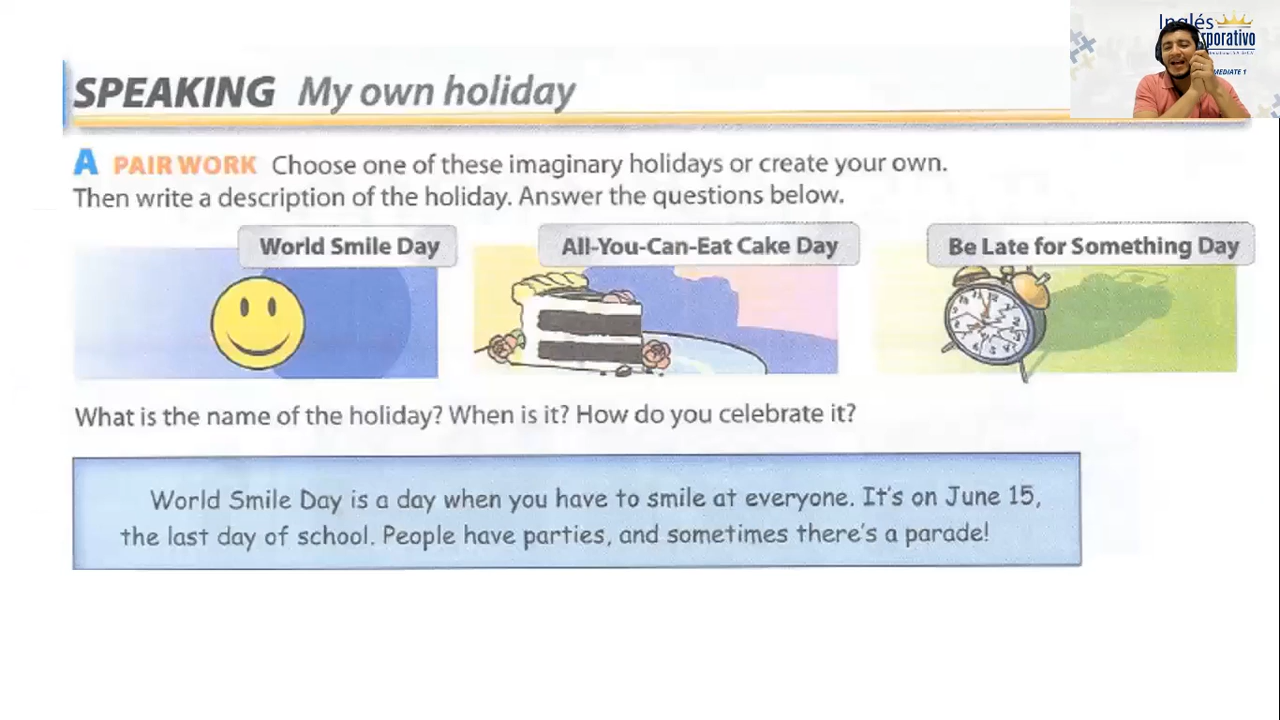 Inglés
rporativo
MEDIATE 1
SPEAKING My own holiday
A PAIR WORK Choose one of these imaginary holidays or create your own.
Then write a description of the holiday. Answer the questions below.
World Smile Day
All-You-Can-Eat Cake Day
Be Late for Something Day
What is the name of the holiday? When is it? How do you celebrate it?
World Smile Day is a day when you have to smile at everyone. It's on June 15,
the last day of school. People have parties, and sometimes there's a parade!